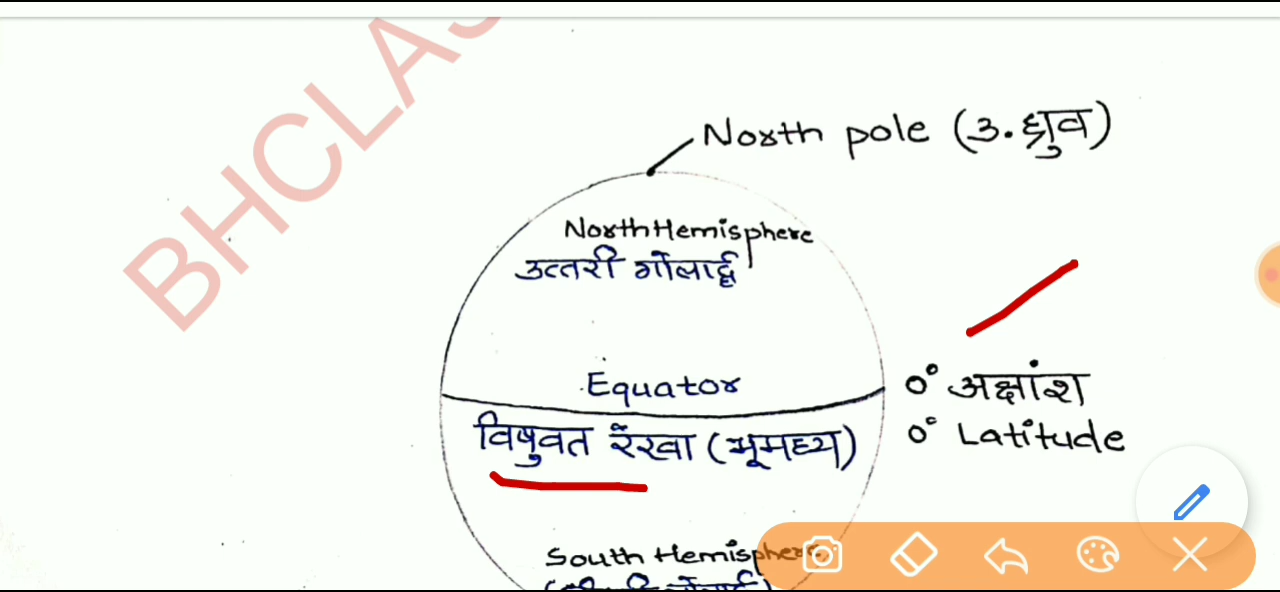 BHCLAS
North pole (उ.ध्रुव)
North Hemisphere
उत्तरी गोलार्द्ध
Equator
0° अक्षांश
विषुवत रेखा (भूमध्य)
0° Latitude
South Hemisphere